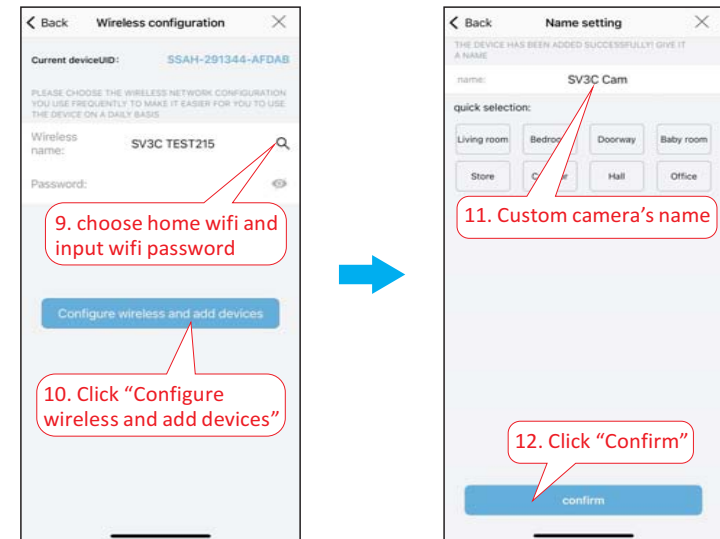 Back Wireless configuration
Current deviceUID: SSAH-291344-AFDAB
PLEASE CHOOSE THE WIRELESS NETWORK CONFIGURATION
YOU USE FREQUENTLY TO MAKE IT EASIER FOR YOU TO USE
THE DEVICE ON A DAILY BASIS
Wireless
name: SV3C TEST215
Password:
9. choose home wifi and
input wifi password
Configure wireless and add devices
10. Click “Configure
wireless and add devices”
Back Name setting
THE DEVICE HAS BEEN ADDED SUCCESSFULLY! GIVE IT
A NAME
name: SV3C Cam
quick selection:
Living room Doorway Baby room
Store Hall Office
11. Custom camera’s name
12. Click “Confirm”
confirm